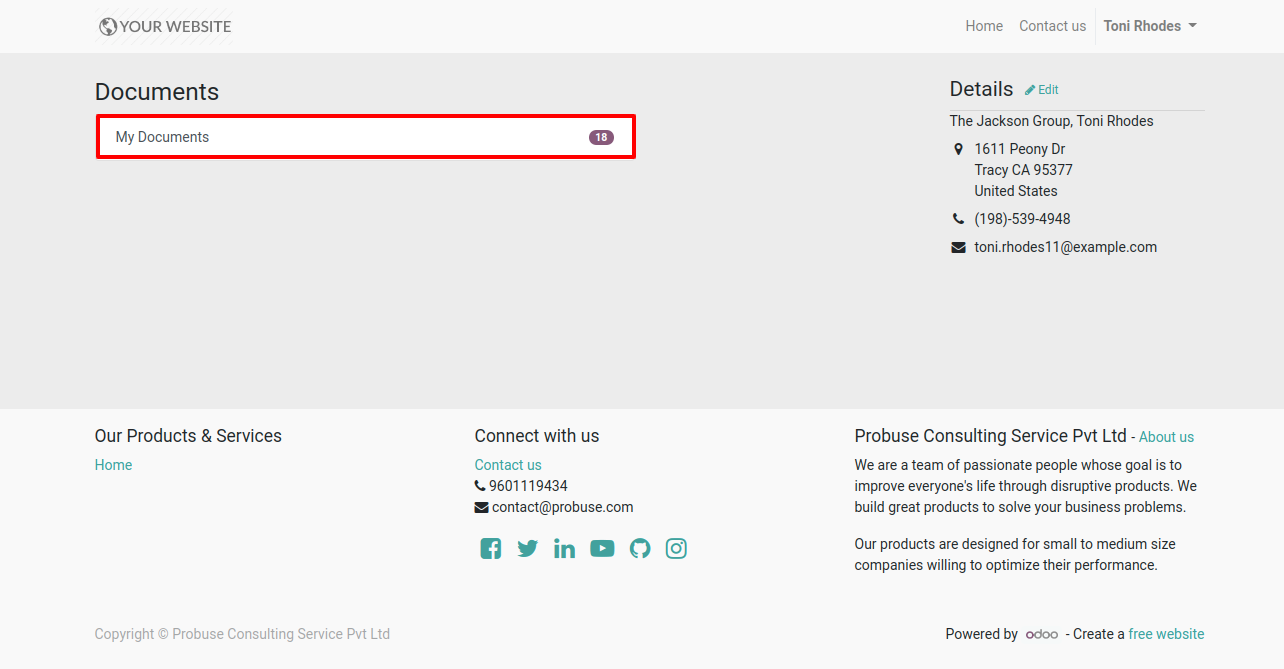 YOUR WEBSITE
Home
Contact us
Toni Rhodes
Documents
My Documents
18
Details
Edit
The Jackson Group, Toni Rhodes
1611 Peony Dr
Tracy CA 95377
United States
(198)-539-4948
toni.rhodes11@example.com
Our Products & Services
Home
Connect with us
Contact us
9601119434
contact@probuse.com
Probuse Consulting Service Pvt Ltd - About us
We are a team of passionate people whose goal is to
improve everyone's life through disruptive products. We
build great products to solve your business problems.
Our products are designed for small to medium size
companies willing to optimize their performance.
Copyright © Probuse Consulting Service Pvt Ltd
Powered by odoo - Create a free website